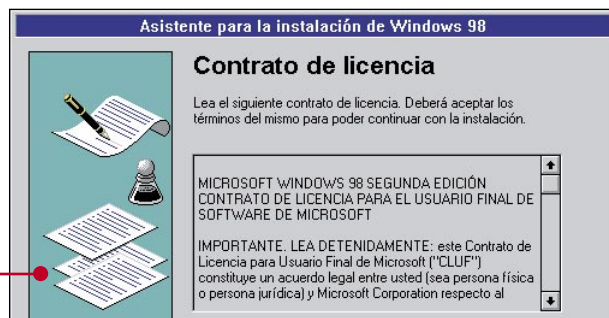 Asistente para la instalación de Windows 98
Contrato de licencia
Lea el siguiente contrato de licencia. Deberá aceptar los
términos del mismo para poder continuar con la instalación.
MICROSOFT WINDOWS 98 SEGUNDA EDICIÓN
CONTRATO DE LICENCIA PARA EL USUARIO FINAL DE
SOFTWARE DE MICROSOFT
IMPORTANTE. LEA DETENIDAMENTE: este Contrato de
Licencia para Usuario Final de Microsoft ("CLUF")
constituye un acuerdo legal entre usted (sea persona física
o persona jurídica) y Microsoft Corporation respecto al